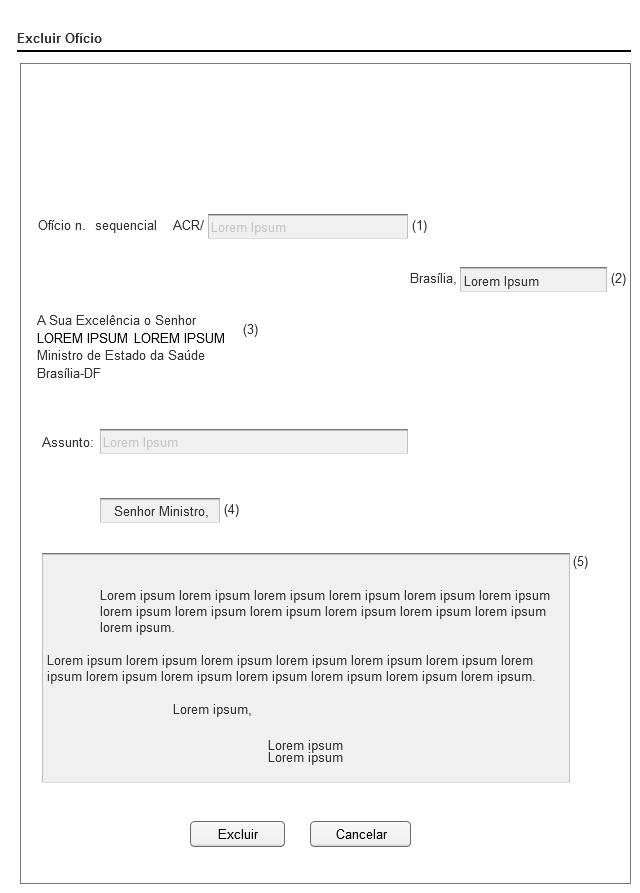 Excluir Ofício
Ofício n. sequencial ACR/ Lorem Ipsum (1)
Brasília, Lorem Ipsum (2)
A Sua Excelência o Senhor
LOREM IPSUM LOREM IPSUM (3)
Ministro de Estado da Saúde
Brasília-DF
Assunto: Lorem Ipsum
Senhor Ministro, (4)
(5)
Lorem ipsum lorem ipsum lorem ipsum lorem ipsum lorem ipsum lorem ipsum
lorem ipsum lorem ipsum lorem ipsum lorem ipsum lorem ipsum lorem ipsum
lorem ipsum.
Lorem ipsum lorem ipsum lorem ipsum lorem ipsum lorem ipsum lorem ipsum lorem
ipsum lorem ipsum lorem ipsum lorem ipsum lorem ipsum lorem ipsum lorem ipsum.
Lorem ipsum,
Lorem ipsum
Lorem ipsum
Excluir Cancelar